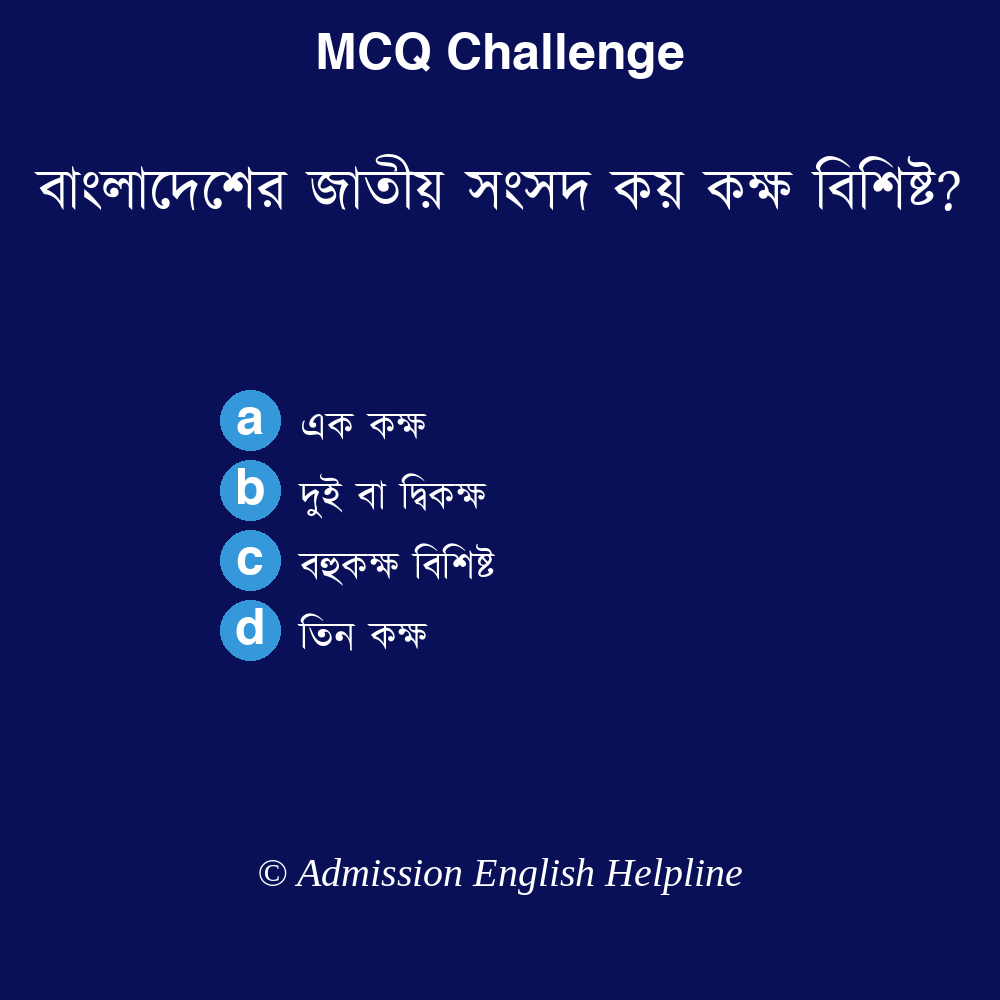 MCQ Challenge
বাংলাদেশের জাতীয় সংসদ কয় কক্ষ বিশিষ্ট?
a এক কক্ষ
b দুই বা দ্বিকক্ষ
c বহুকক্ষ বিশিষ্ট
d তিন কক্ষ
© Admission English Helpline